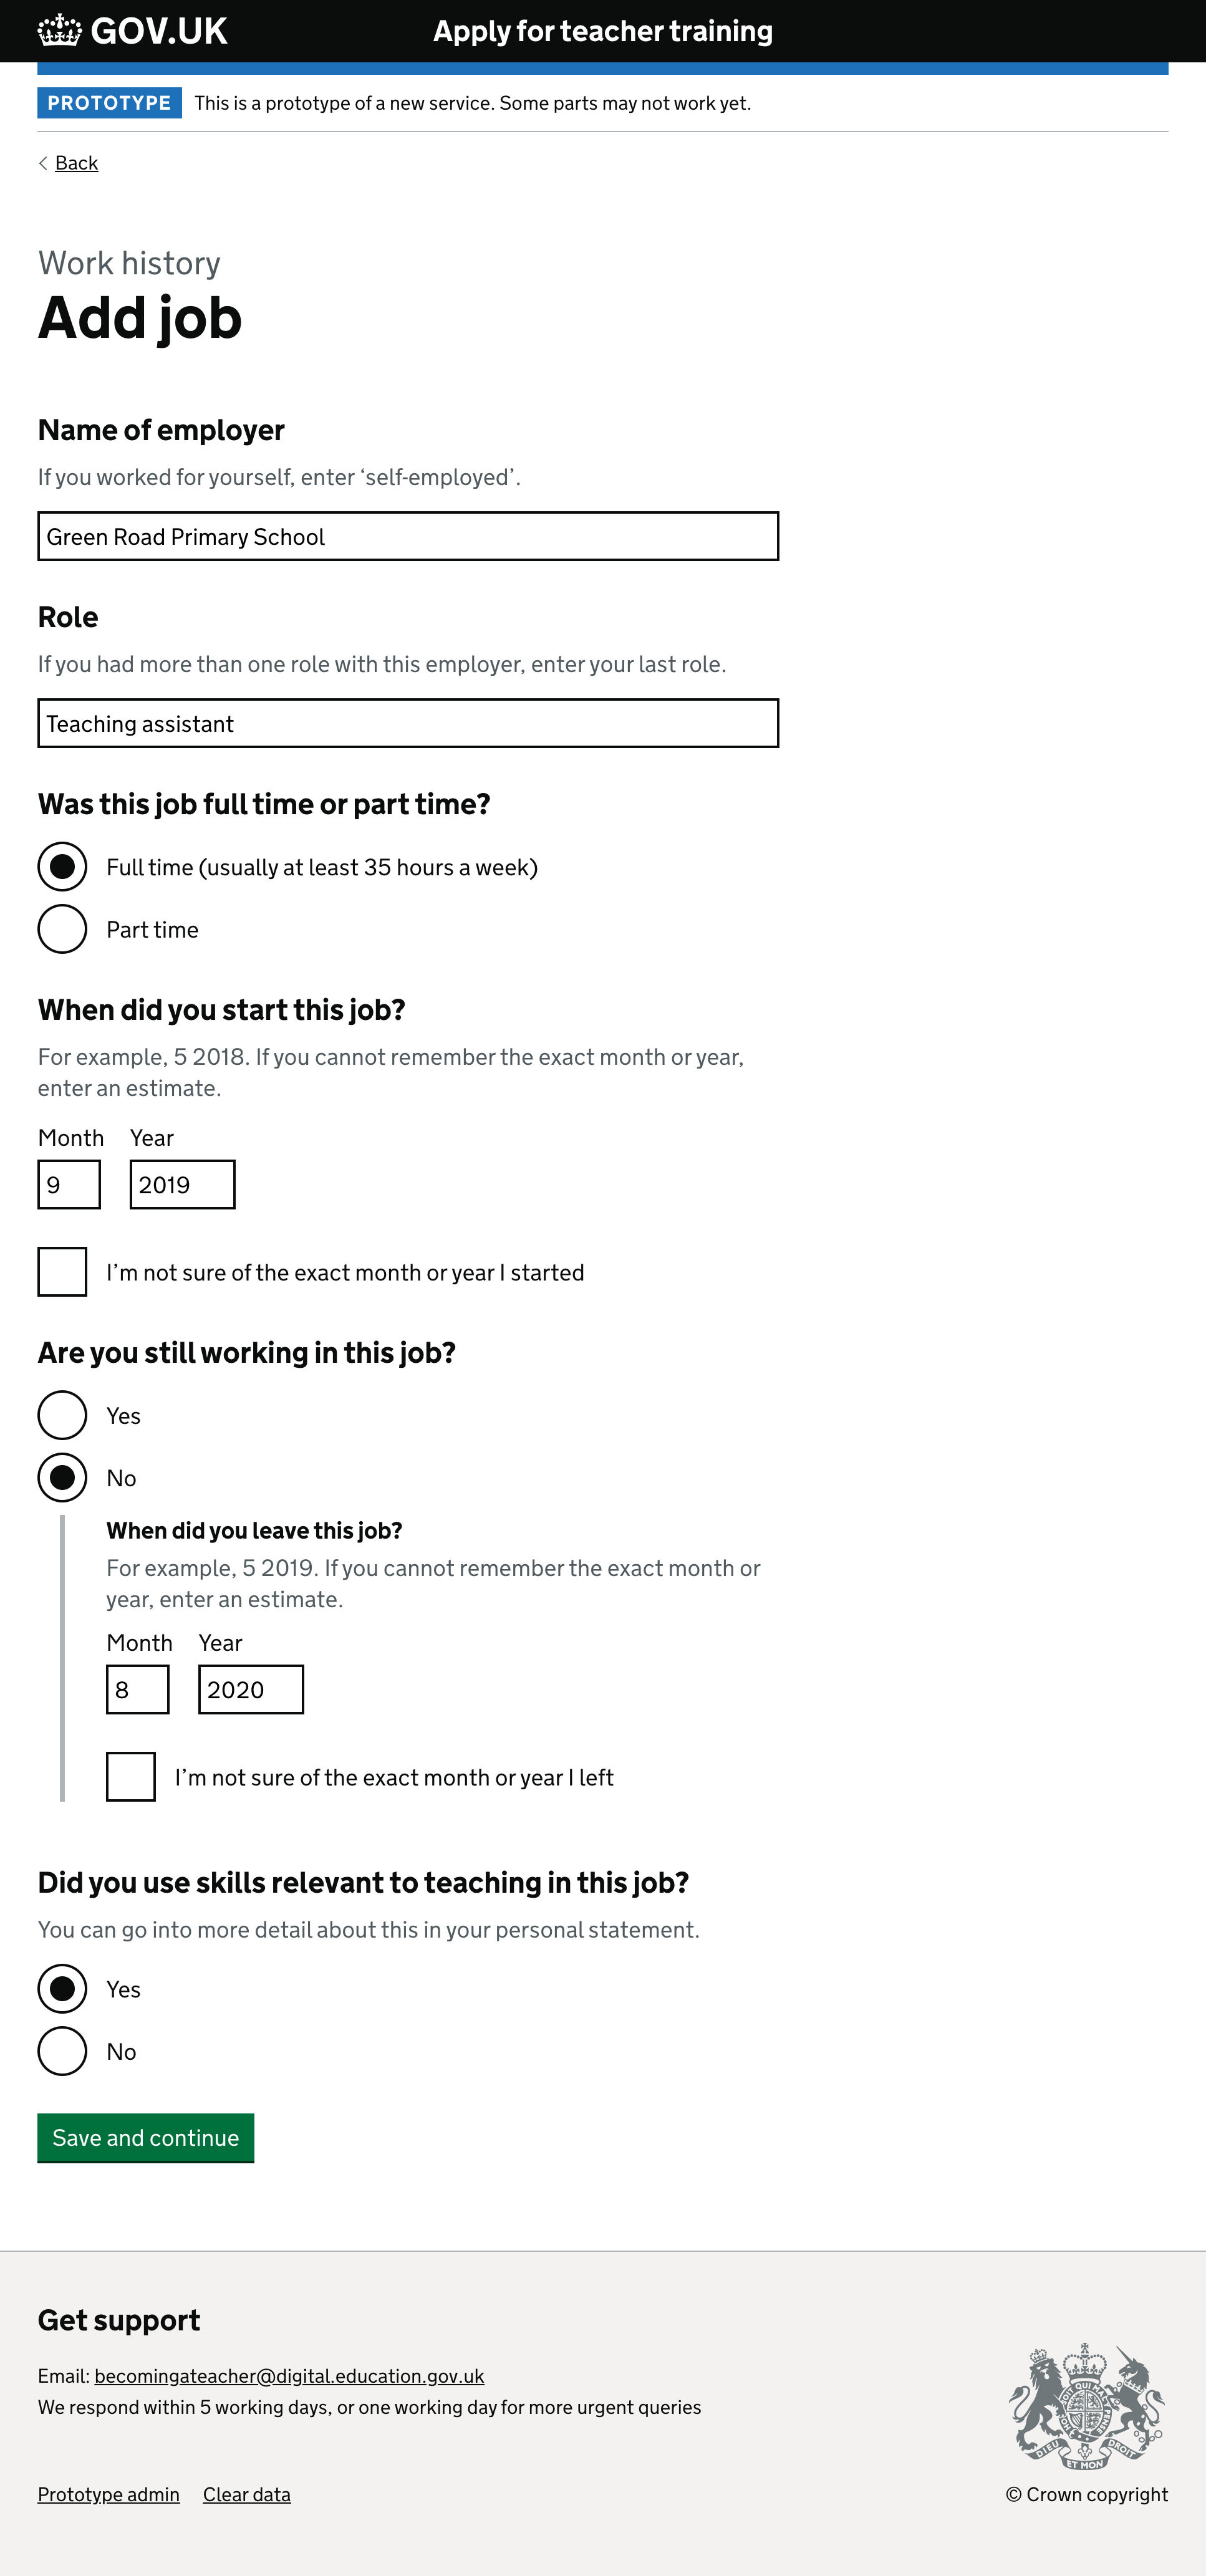 GOV.UK
Apply for teacher training
PROTOTYPE
This is a prototype of a new service. Some parts may not work yet.
Back
Work history
Add job
Name of employer
If you worked for yourself, enter ‘self-employed’.
Green Road Primary School
Role
If you had more than one role with this employer, enter your last role.
Teaching assistant
Was this job full time or part time?
Full time (usually at least 35 hours a week)
Part time
When did you start this job?
For example, 5 2018. If you cannot remember the exact month or year,
enter an estimate.
Month Year
9 2019
I’m not sure of the exact month or year I started
Are you still working in this job?
Yes
No
When did you leave this job?
For example, 5 2019. If you cannot remember the exact month or
year, enter an estimate.
Month Year
8 2020
I’m not sure of the exact month or year I left
Did you use skills relevant to teaching in this job?
You can go into more detail about this in your personal statement.
Yes
No
Save and continue
Get support
Email: becomingateacher@digital.education.gov.uk
We respond within 5 working days, or one working day for more urgent queries
DIEU ET MON DROIT
Prototype admin Clear data
© Crown copyright